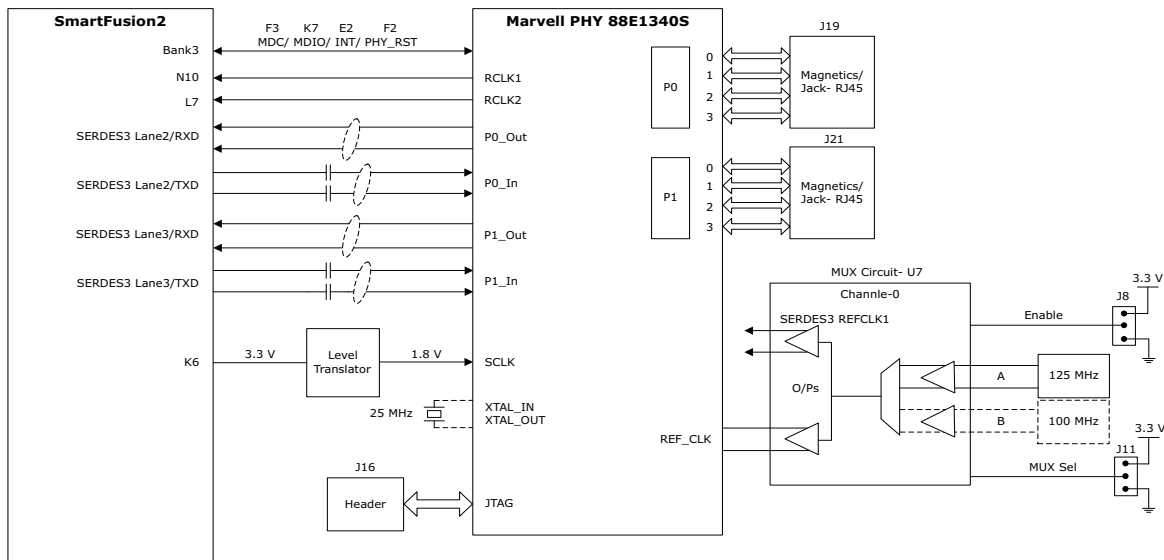 SmartFusion2
Marvell PHY 88E1340S
F3 K7 E2 F2
MDC/ MDIO/ INT/ PHY_RST
Bank3
N10
RCLK1
L7
RCLK2
SERDES3 Lane2/RXD
P0_Out
SERDES3 Lane2/TXD
P0_In
SERDES3 Lane3/RXD
P1_Out
SERDES3 Lane3/TXD
P1_In
K6
3.3 V
Level
Translator
1.8 V
SCLK
25 MHz
XTAL_IN
XTAL_OUT
J16
Header
JTAG
P0
0
1
2
3
J19
Magnetics/
Jack- RJ45
P1
0
1
2
3
J21
Magnetics/
Jack- RJ45
MUX Circuit- U7
Channle-0
SERDES3 REFCLK1
O/Ps
REF_CLK
Enable
J8
3.3 V
A
125 MHz
B
100 MHz
MUX Sel
J11
3.3 V